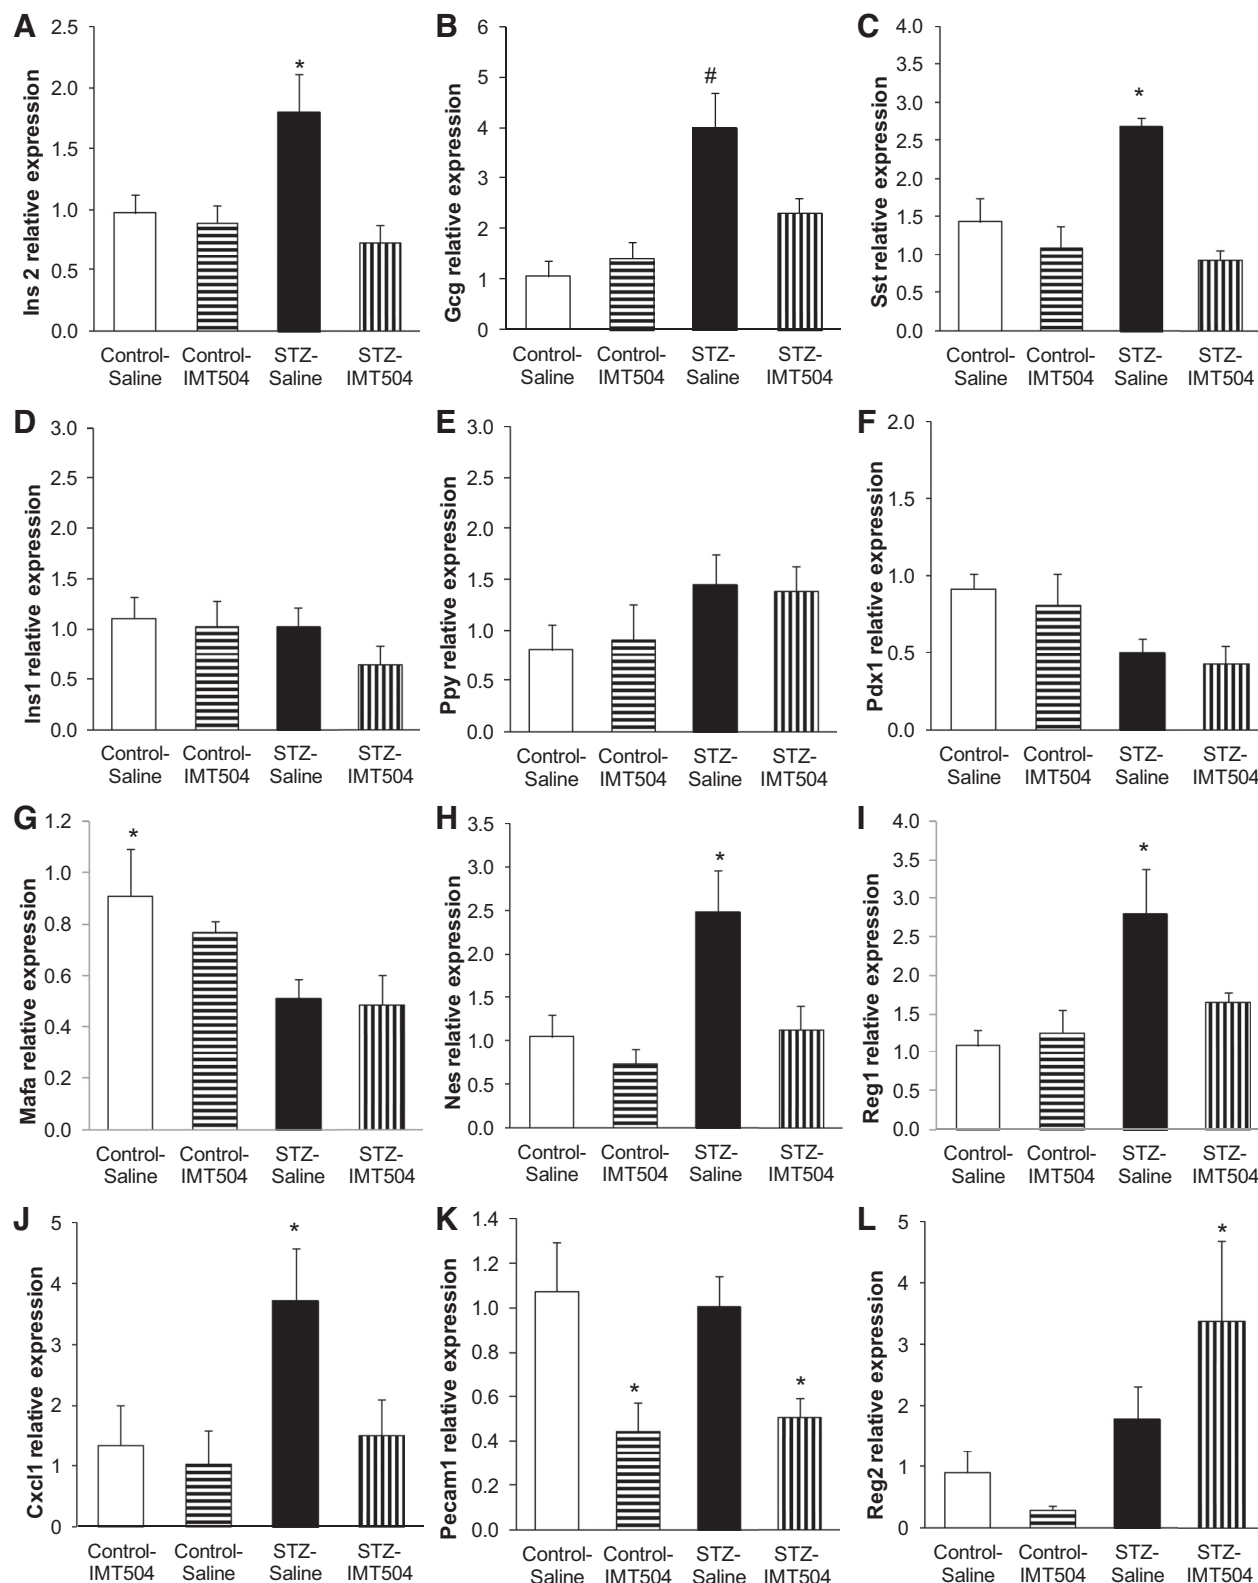 A
Ins 2 relative expression
2.5
2.0
1.5
1.0
0.5
0.0
*
Control-
Saline
Control-
IMT504
STZ-
Saline
STZ-
IMT504
B
Gcg relative expression
6
5
4
3
2
1
0
#
Control-
Saline
Control-
IMT504
STZ-
Saline
STZ-
IMT504
C
Sst relative expression
4.0
3.5
3.0
2.5
2.0
1.5
1.0
0.5
0.0
*
Control-
Saline
Control-
IMT504
STZ-
Saline
STZ-
IMT504
D
Ins1 relative expression
3.0
2.5
2.0
1.5
1.0
0.5
0.0
Control-
Saline
Control-
IMT504
STZ-
Saline
STZ-
IMT504
E
Ppy relative expression
3.0
2.5
2.0
1.5
1.0
0.5
0.0
Control-
Saline
Control-
IMT504
STZ-
Saline
STZ-
IMT504
F
Pdx1 relative expression
2.0
1.5
1.0
0.5
0.0
Control-
Saline
Control-
IMT504
STZ-
Saline
STZ-
IMT504
G
Mafa relative expression
1.2
1.0
0.8
0.6
0.4
0.2
0.0
*
Control-
Saline
Control-
IMT504
STZ-
Saline
STZ-
IMT504
H
Nes relative expression
3.5
3.0
2.5
2.0
1.5
1.0
0.5
0.0
*
Control-
Saline
Control-
IMT504
STZ-
Saline
STZ-
IMT504
I
Reg1 relative expression
4.0
3.5
3.0
2.5
2.0
1.5
1.0
0.5
0.0
*
Control-
Saline
Control-
IMT504
STZ-
Saline
STZ-
IMT504
J
Cxcl1 relative expression
5
4
3
2
1
0
*
Control-
IMT504
Control-
Saline
STZ-
Saline
STZ-
IMT504
K
Pecam1 relative expression
1.4
1.2
1.0
0.8
0.6
0.4
0.2
0.0
*
*
Control-
Saline
Control-
IMT504
STZ-
Saline
STZ-
IMT504
L
Reg2 relative expression
5
4
3
2
1
0
*
Control-
Saline
Control-
IMT504
STZ-
Saline
STZ-
IMT504